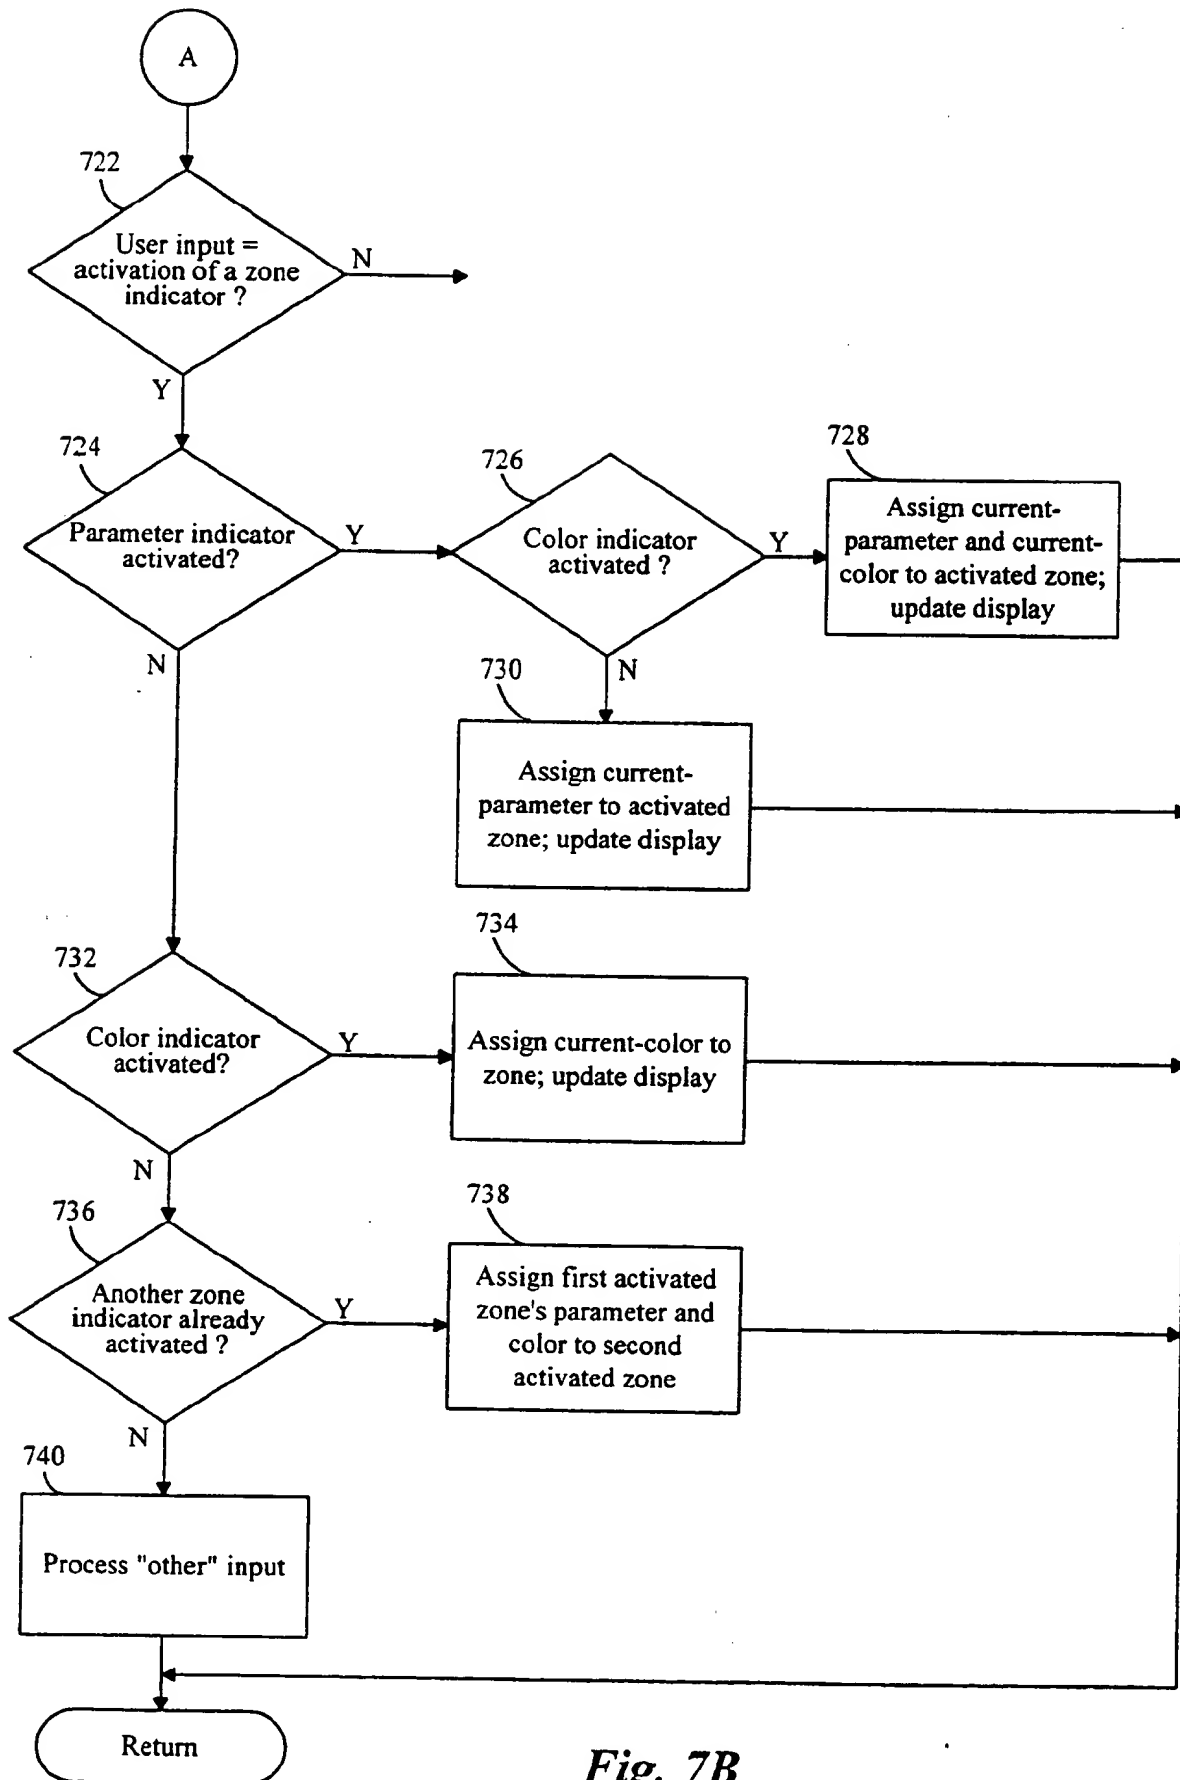 A
722
User input =
activation of a zone
indicator ?
N
Y
724
Parameter indicator
activated?
Y
N
726
Color indicator
activated ?
Y
N
728
Assign current-
parameter and current-
color to activated zone;
update display
730
Assign current-
parameter to activated
zone; update display
732
Color indicator
activated?
Y
N
734
Assign current-color to
zone; update display
736
Another zone
indicator already
activated ?
Y
N
738
Assign first activated
zone's parameter and
color to second
activated zone
740
Process "other" input
Return
Fig. 7B